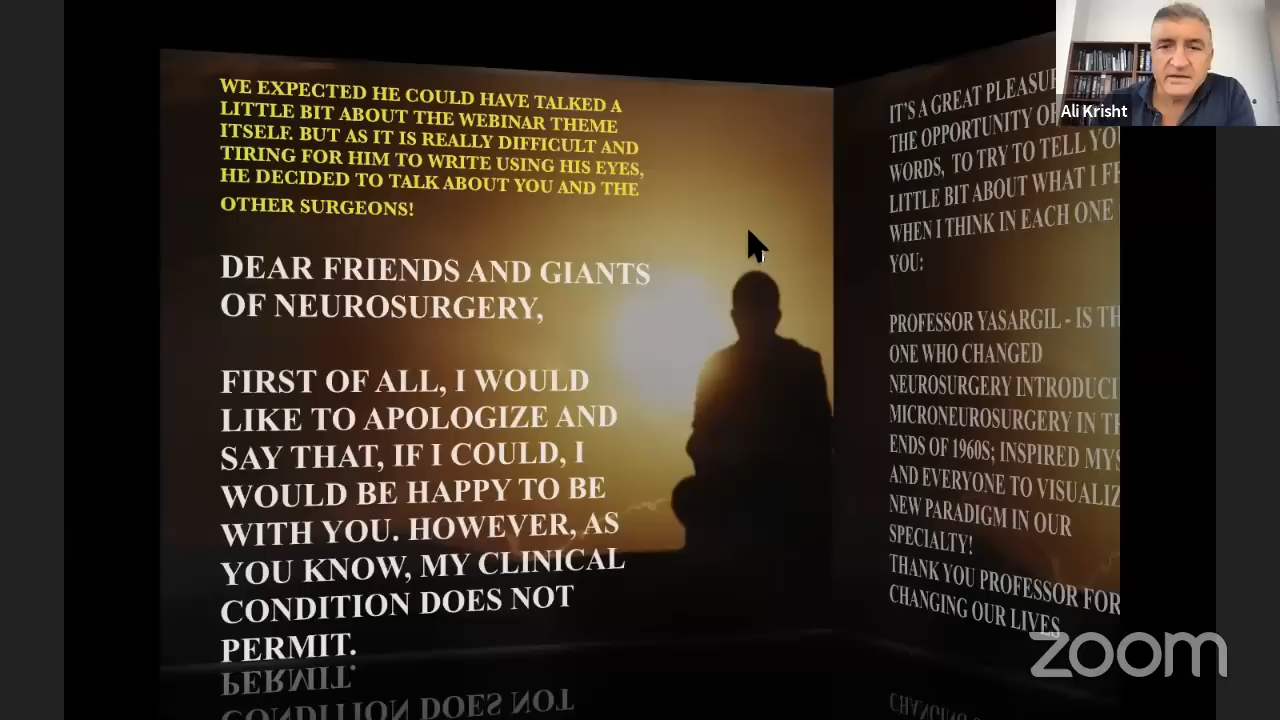 WE EXPECTED HE COULD HAVE TALKED A
LITTLE BIT ABOUT THE WEBINAR THEME
ITSELF. BUT AS IT IS REALLY DIFFICULT AND
TIRING FOR HIM TO WRITE USING HIS EYES,
HE DECIDED TO TALK ABOUT YOU AND THE
OTHER SURGEONS!
DEAR FRIENDS AND GIANTS
OF NEUROSURGERY,
FIRST OF ALL, I WOULD
LIKE TO APOLOGIZE AND
SAY THAT, IF I COULD, I
WOULD BE HAPPY TO BE
WITH YOU. HOWEVER, AS
YOU KNOW, MY CLINICAL
CONDITION DOES NOT
PERMIT.
IT'S A GREAT
THE OPPORTUNITY
WORDS, TO TRY TO TELL
LITTLE BIT ABOUT WHAT I
WHEN I THINK IN EACH ONE
YOU:
PROFESSOR YASARGIL - IS
ONE WHO CHANGED
NEUROSURGERY
MICRONEUROSURGERY IN
ENDS OF 1960S; INSPIRED
AND EVERYONE TO
NEW PARADIGM IN OUR
SPECIALTY!
THANK YOU PROFESSOR FOR
CHANGING OUR LIVES
Ali Krisht
zoom